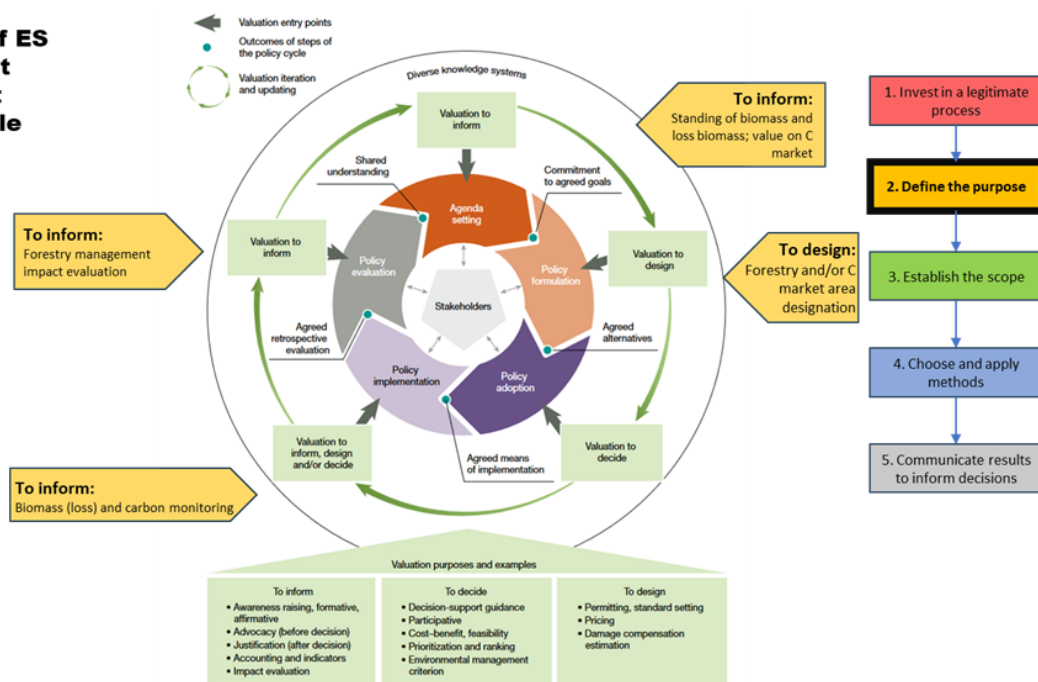 f ES
t
t
le
Valuation entry points
Outcomes of steps of
the policy cycle
Valuation iteration
and updating
Diverse knowledge systems
Valuation to
inform
Shared
understanding
Commitment
to agreed goals
Agenda
setting
Valuation to
inform
Policy
evaluation
Policy
formulation
Valuation to
design
Stakeholders
Agreed
retrospective
evaluation
Agreed
alternatives
Policy
implementation
Policy
adoption
Valuation to
inform, design
and/or decide
Agreed means
of implementation
Valuation to
decide
To inform:
Standing of biomass and
loss biomass; value on C
market
To inform:
Forestry management
impact evaluation
To design:
Forestry and/or C
market area
designation
To inform:
Biomass (loss) and carbon monitoring
1. Invest in a legitimate
process
2. Define the purpose
3. Establish the scope
4. Choose and apply
methods
5. Communicate results
to inform decisions
Valuation purposes and examples
To inform
• Awareness raising, formative,
affirmative
• Advocacy (before decision)
• Justification (after decision)
• Accounting and indicators
• Impact evaluation
To decide
• Decision-support guidance
• Participative
• Cost–benefit, feasibility
• Prioritization and ranking
• Environmental management
criterion
To design
• Permitting, standard setting
• Pricing
• Damage compensation
estimation